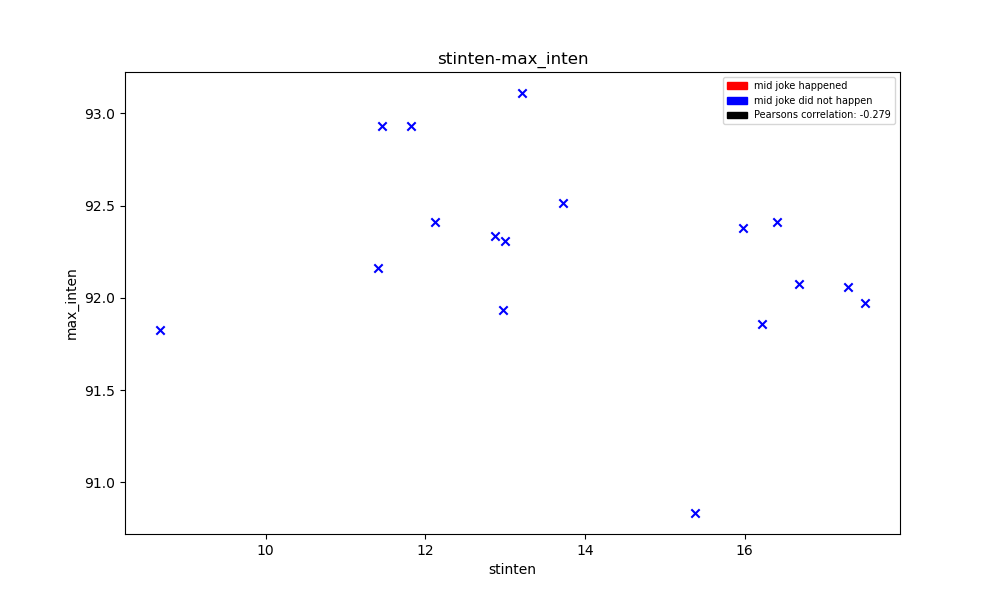 stinten-max_inten
mid joke happened
mid joke did not happen
Pearsons correlation: -0.279
max_inten
93.0
92.5
92.0
91.5
91.0
10
12
14
16
stinten